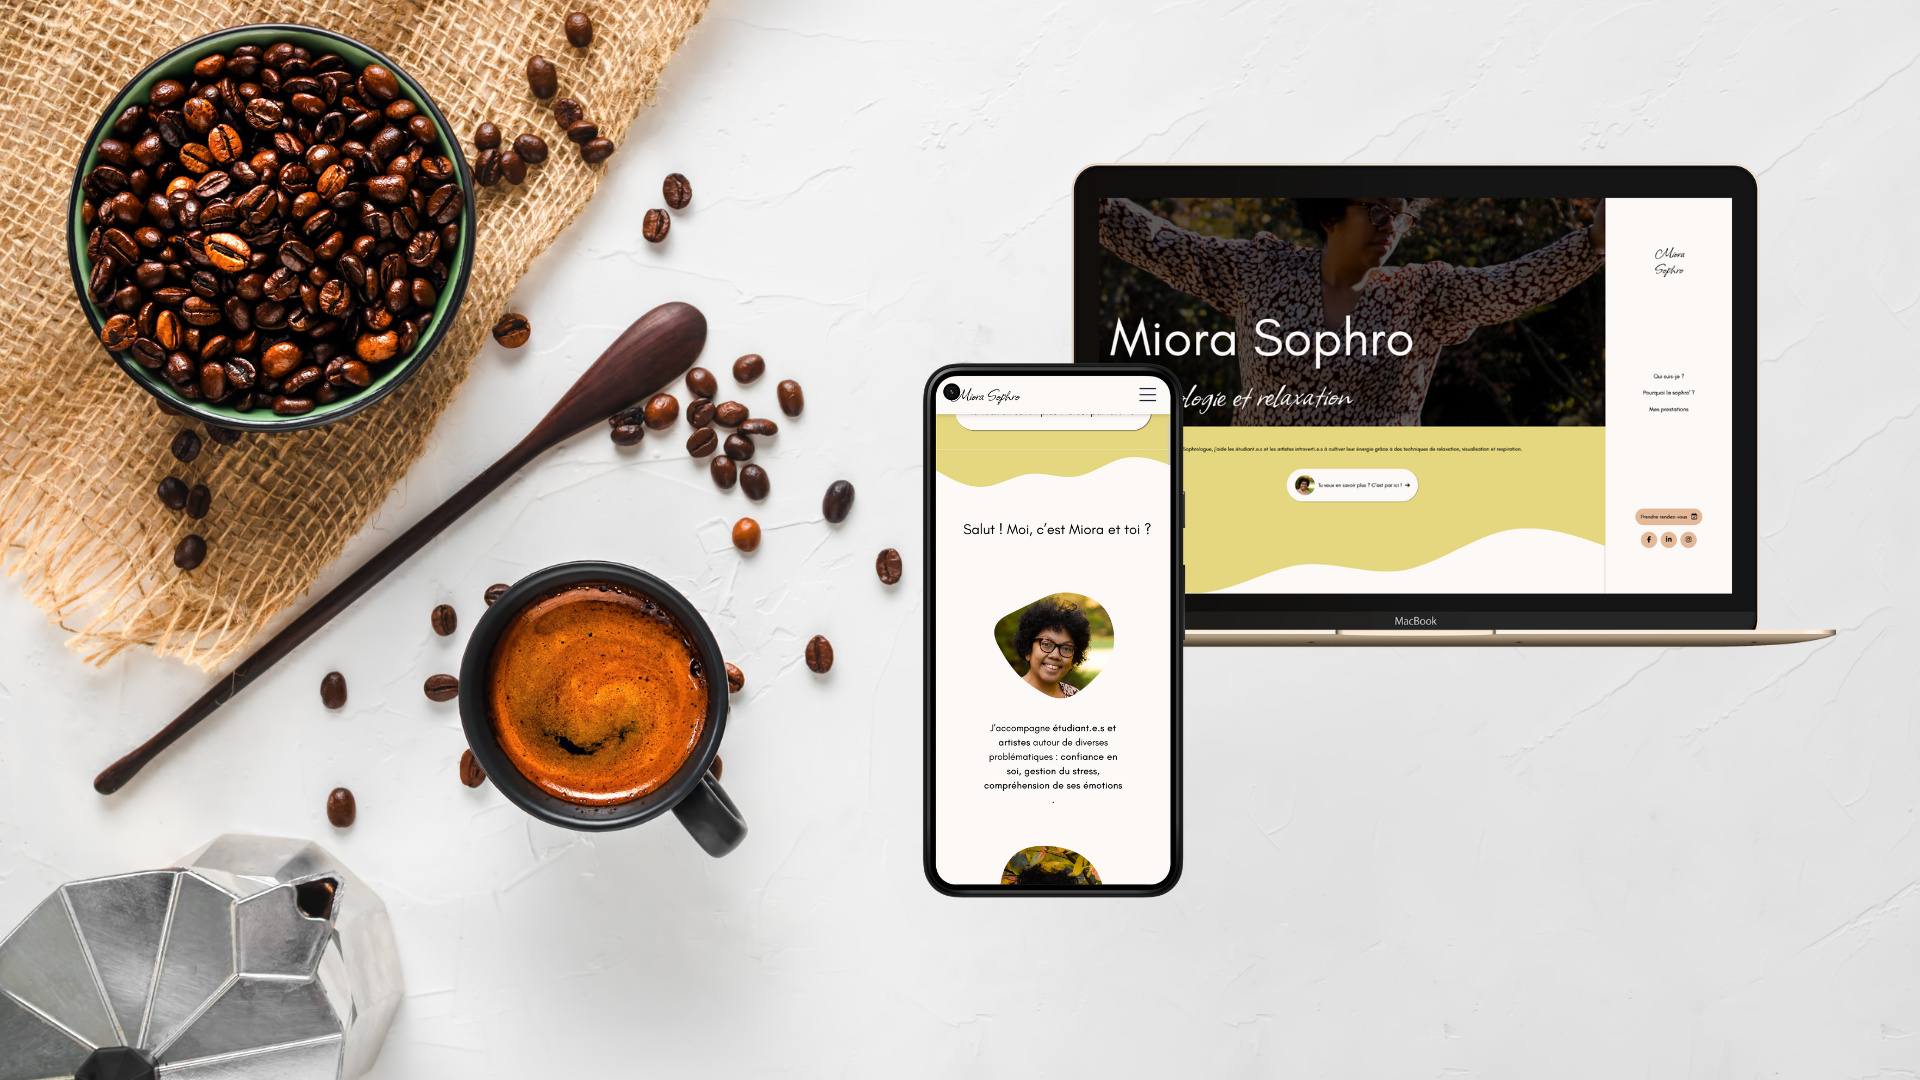 Miora Sophro
ologie et relaxation
Sophrologue, j'aide les étudiant.e.s et les artistes introverti.e.s à cultiver leur énergie grâce à des techniques de relaxation, visualisation et respiration.
Tu veux en savoir plus ? C'est par ici !
Miora
Sophro
Qui suis-je ?
Pourquoi la sophro' ?
Mes prestations
Prendre rendez-vous
MacBook
Miora Sophro
Salut ! Moi, c'est Miora et toi ?
J'accompagne étudiant.e.s et
artistes autour de diverses
problématiques : confiance en
soi, gestion du stress,
compréhension de ses émotions
.